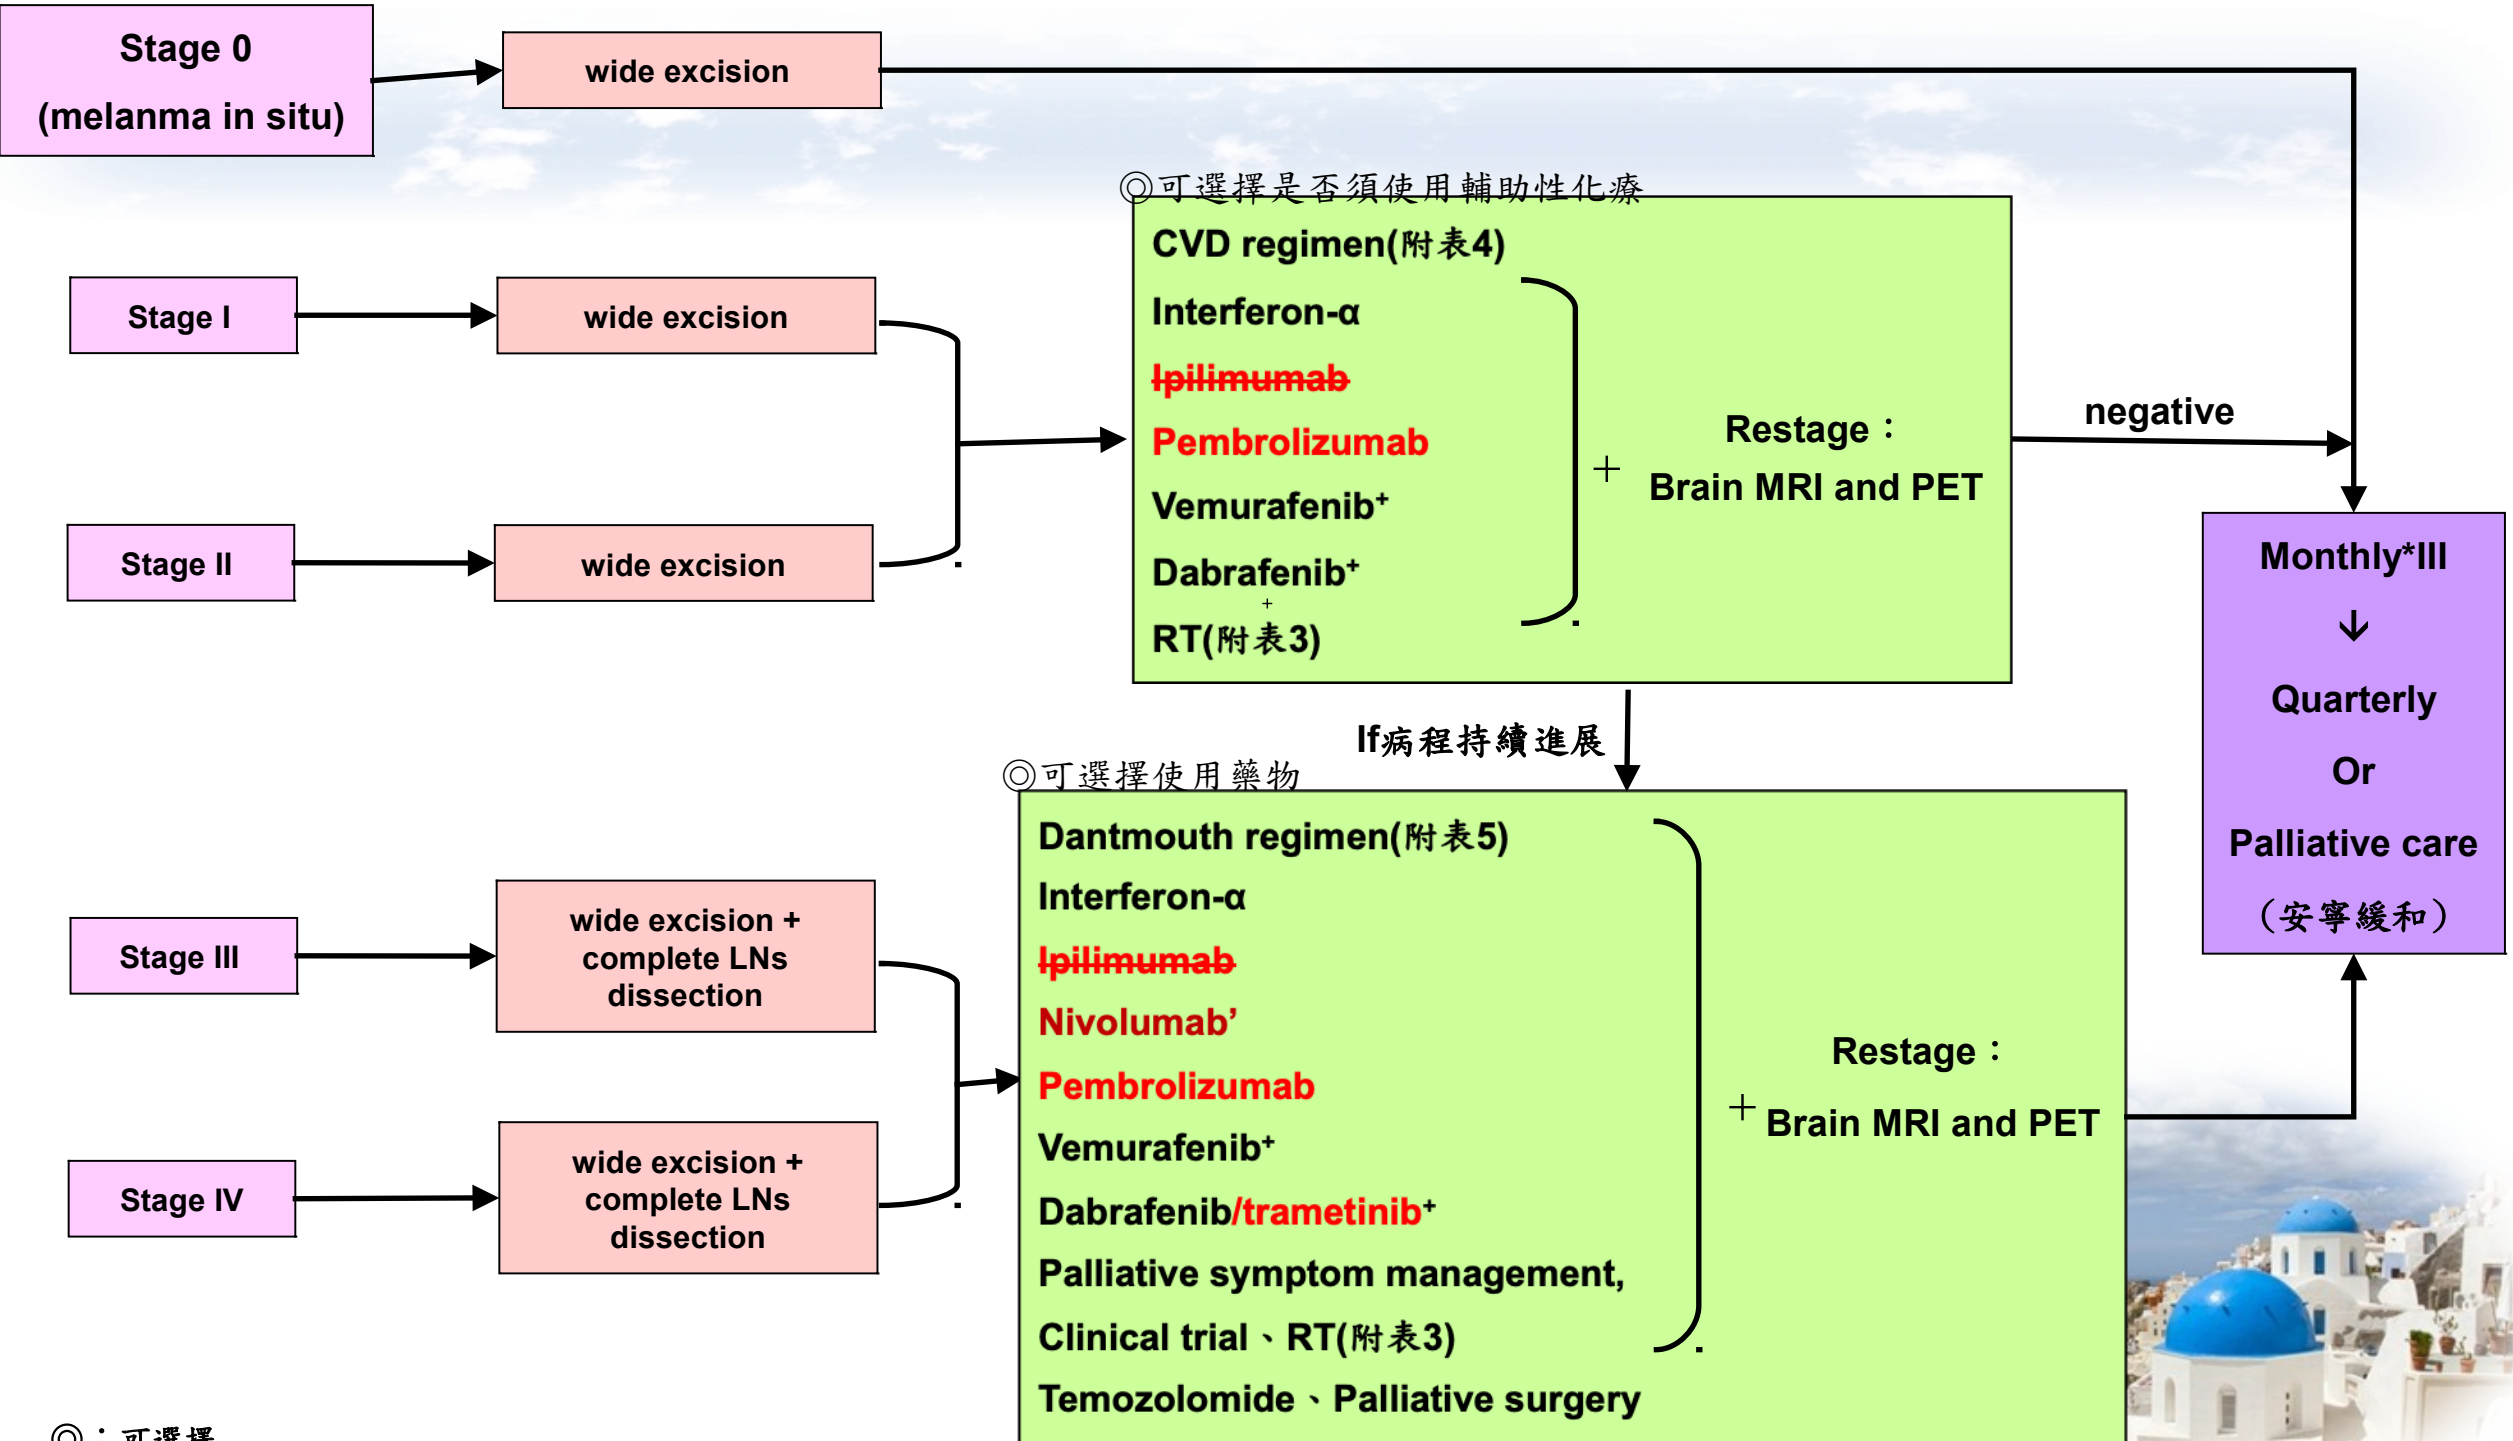 Stage 0
(melanma in situ)
wide excision
◎可選擇是否須使用輔助性化療
CVD regimen(附表4)
Interferon-α
Ipilimumab
Pembrolizumab
Vemurafenib⁺
Dabrafenib⁺
+
RT(附表3)
+
Restage：
Brain MRI and PET
negative
Stage I
wide excision
Stage II
wide excision
Monthly*III
↓
Quarterly
Or
Palliative care
（安寧緩和）
If病程持續進展
◎可選擇使用藥物
Dantmouth regimen(附表5)
Interferon-α
Ipilimumab
Nivolumab’
Pembrolizumab
Vemurafenib⁺
Dabrafenib/trametinib⁺
Palliative symptom management,
Clinical trial、RT(附表3)
Temozolomide、Palliative surgery
+
Restage：
Brain MRI and PET
Stage III
wide excision +
complete LNs
dissection
Stage IV
wide excision +
complete LNs
dissection
◎：可選擇